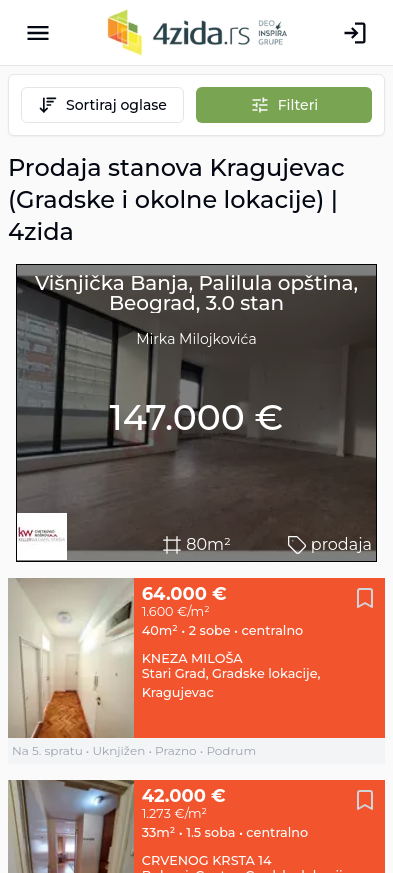 4zida.rs DEO INSPIRA GRUPE
Sortiraj oglase
Filteri
Prodaja stanova Kragujevac
(Gradske i okolne lokacije) |
4zida
Višnjička Banja, Palilula opština,
Beograd, 3.0 stan
Mirka Milojkovića
147.000 €
kw
80m²
prodaja
64.000 €
1.600 €/m²
40m² • 2 sobe • centralno
KNEZA MILOŠA
Stari Grad, Gradske lokacije,
Kragujevac
Na 5. spratu • Uknjižen • Prazno • Podrum
42.000 €
1.273 €/m²
33m² • 1.5 soba • centralno
CRVENOG KRSTA 14